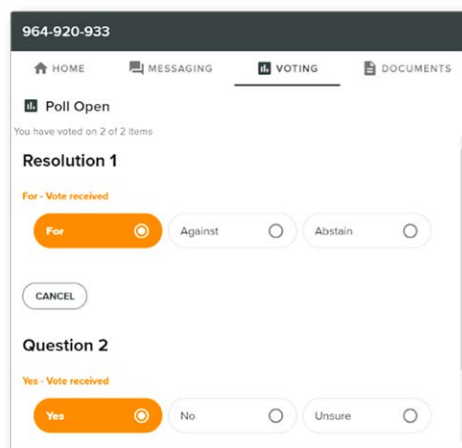 964-920-933
HOME MESSAGING VOTING DOCUMENTS
Poll Open
You have voted on 2 of 2 items
Resolution 1
For - Vote received
For Against Abstain
CANCEL
Question 2
Yes - Vote received
Yes No Unsure